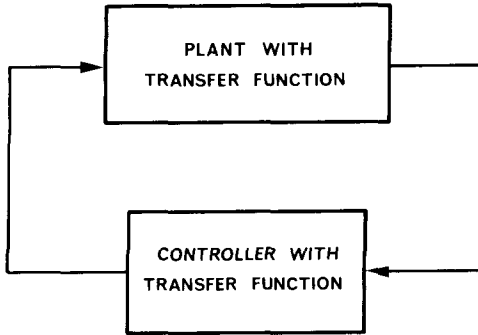 PLANT WITH
TRANSFER FUNCTION
CONTROLLER WITH
TRANSFER FUNCTION